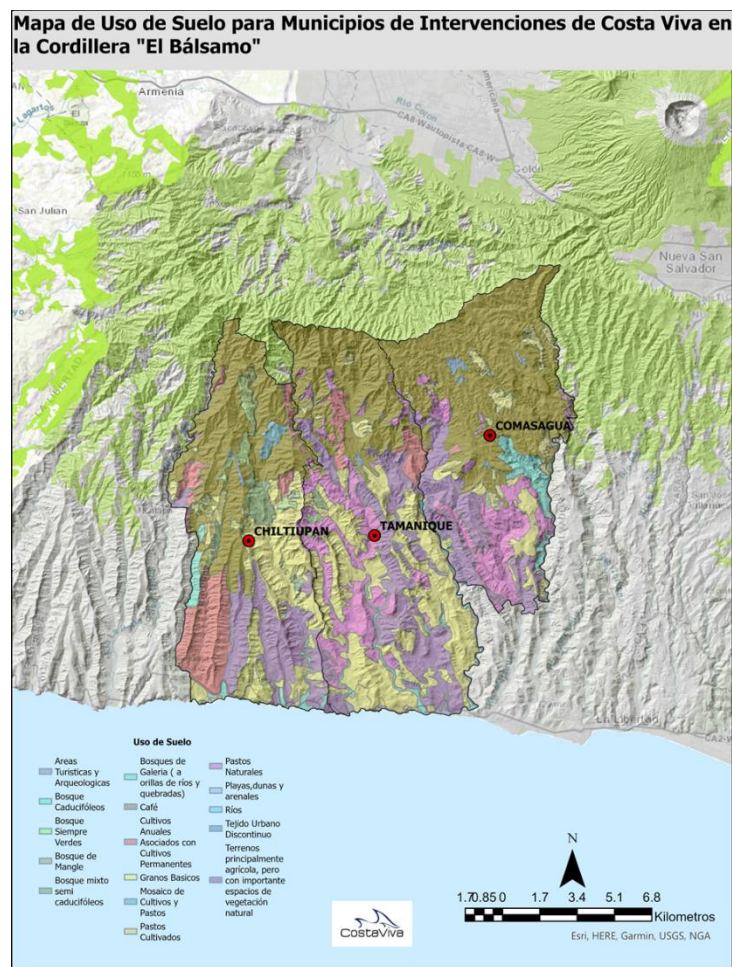 Mapa de Uso de Suelo para Municipios de Intervenciones de Costa Viva en
la Cordillera "El Bálsamo"
Armenia
Río Colón
CA8-Wautopista-CA8-W
Colón
San Julian
Nueva San
Salvador
COMASAGUA
CHILTIUPAN
TAMANIQUE
La Libertad
CA2-W
Uso de Suelo
Areas
Turisticas y
Arqueologicas
Bosque
Caducifóleos
Bosque
Siempre
Verdes
Bosque de
Mangle
Bosque mixto
semi
caducifóleos
Bosques de
Galeria ( a
orillas de ríos y
quebradas)
Café
Cultivos
Anuales
Asociados con
Cultivos
Permanentes
Granos Basicos
Mosaico de
Cultivos y
Pastos
Pastos
Cultivados
Pastos
Naturales
Playas,dunas y
arenales
Ríos
Tejido Urbano
Discontinuo
Terrenos
principalmente
agrícola, pero
con importante
espacios de
vegetación
natural
CostaViva
N
1.70.85 0 1.7 3.4 5.1 6.8
Kilometros
Esri, HERE, Garmin, USGS, NGA